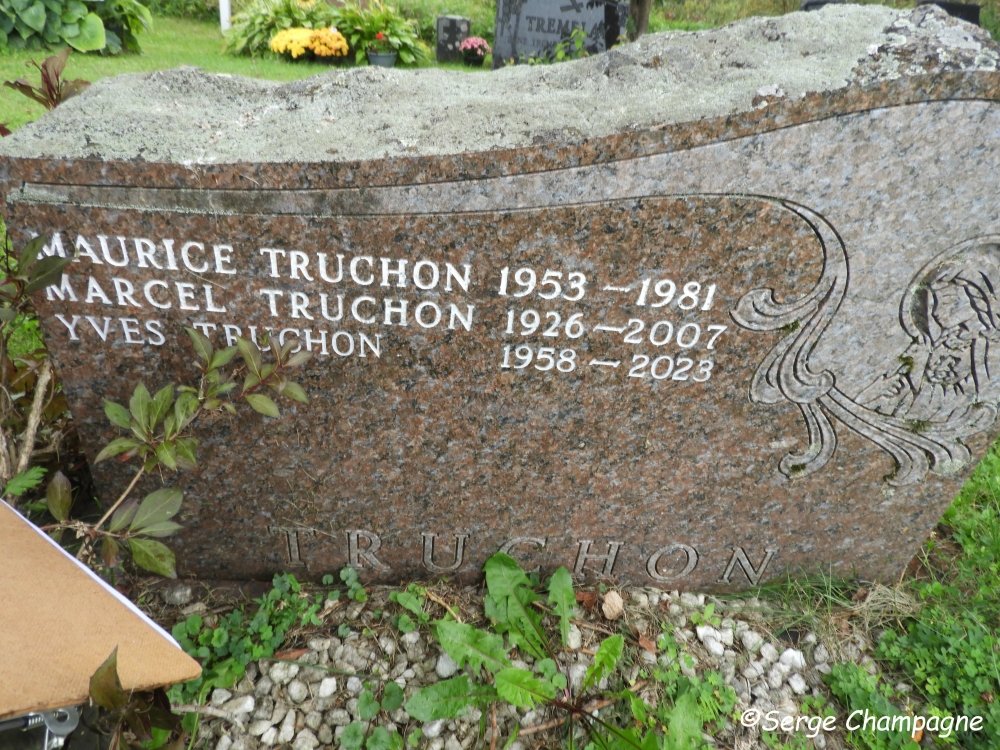 TREMBL
MAURICE TRUCHON 1953 – 1981
MARCEL TRUCHON 1926 – 2007
YVES TRUCHON 1958 – 2023
TRUCHON
©Serge Champagne